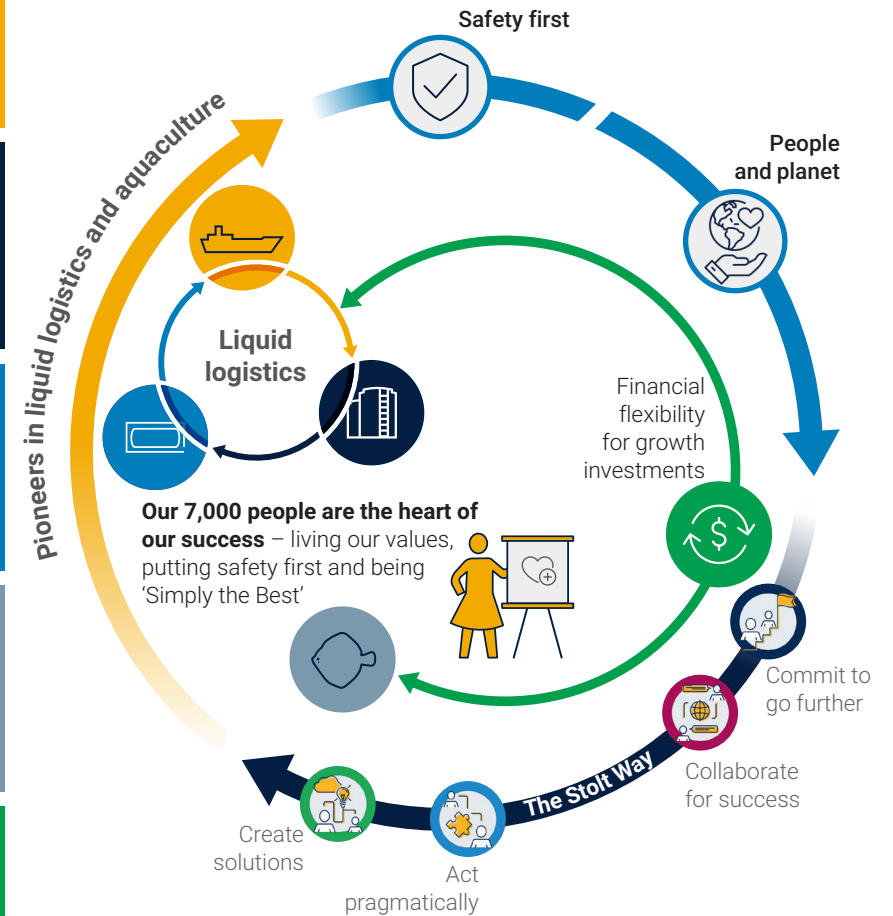 Safety first
People
and planet
Pioneers in liquid logistics and aquaculture
Liquid
logistics
Financial
flexibility
for growth
investments
$
Our 7,000 people are the heart of
our success – living our values,
putting safety first and being
‘Simply the Best’
Commit to
go further
Collaborate
for success
The Stolt Way
Act
pragmatically
Create
solutions